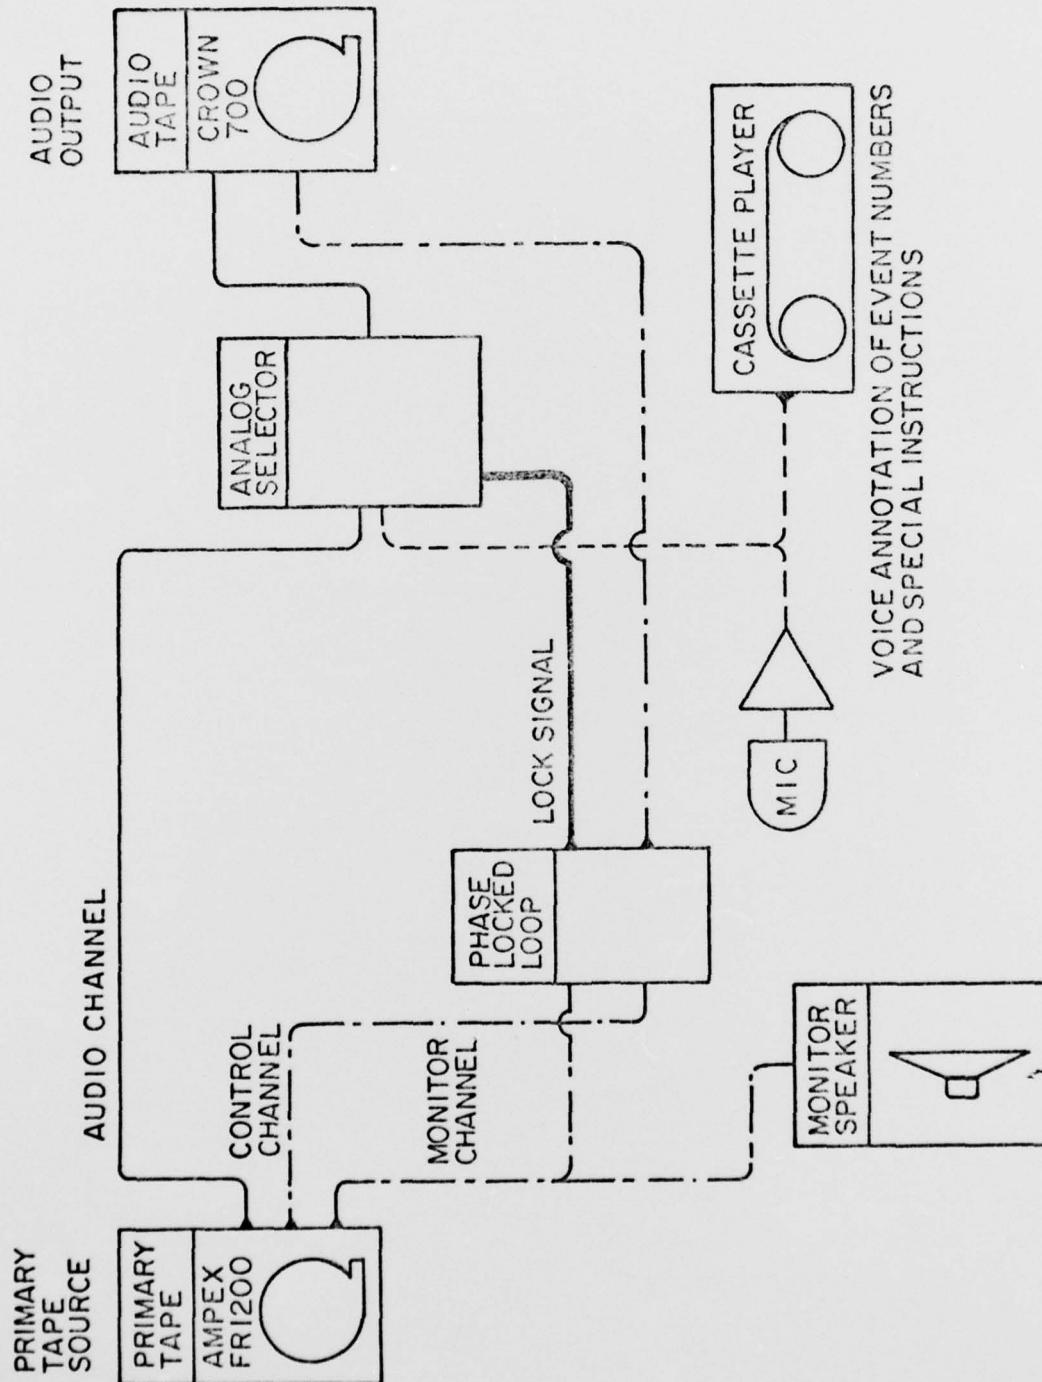 PRIMARY
TAPE
SOURCE
PRIMARY
TAPE
AMPEX
FR1200
AUDIO CHANNEL
CONTROL
CHANNEL
MONITOR
CHANNEL
MONITOR
SPEAKER
PHASE
LOCKED
LOOP
LOCK SIGNAL
MIC
ANALOG
SELECTOR
AUDIO
OUTPUT
AUDIO
TAPE
CROWN
700
CASSETTE PLAYER
VOICE ANNOTATION OF EVENT NUMBERS
AND SPECIAL INSTRUCTIONS